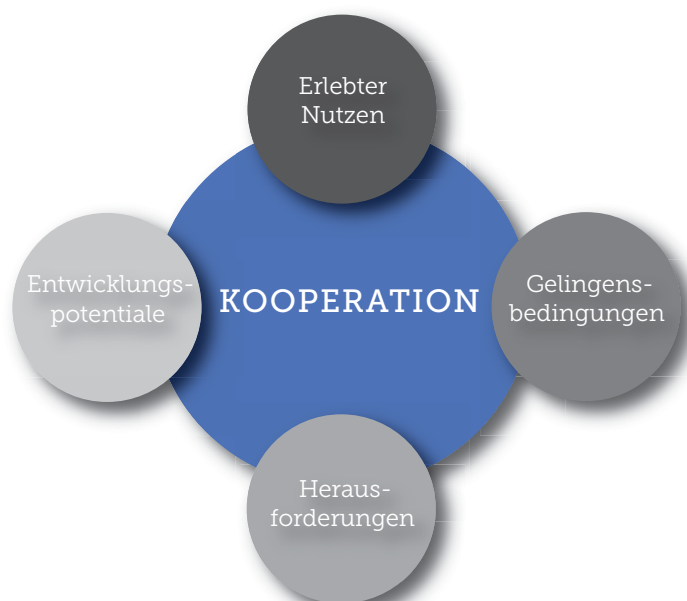 Erlebter
Nutzen
Entwicklungs-
potentiale
KOOPERATION
Gelingens-
bedingungen
Heraus-
forderungen